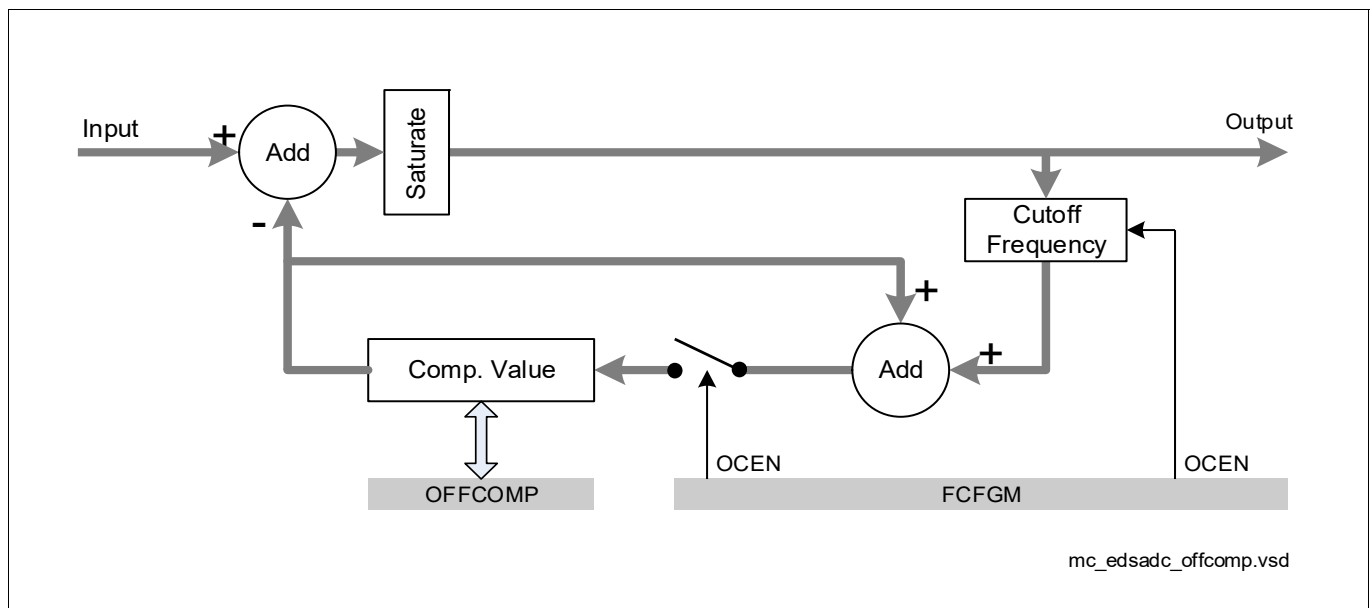 Input
+
Add
Saturate
Output
-
Cutoff
Frequency
+
+
Comp. Value
Add
OCEN
OCEN
OFFCOMP
FCFGM
mc_edsadc_offcomp.vsd